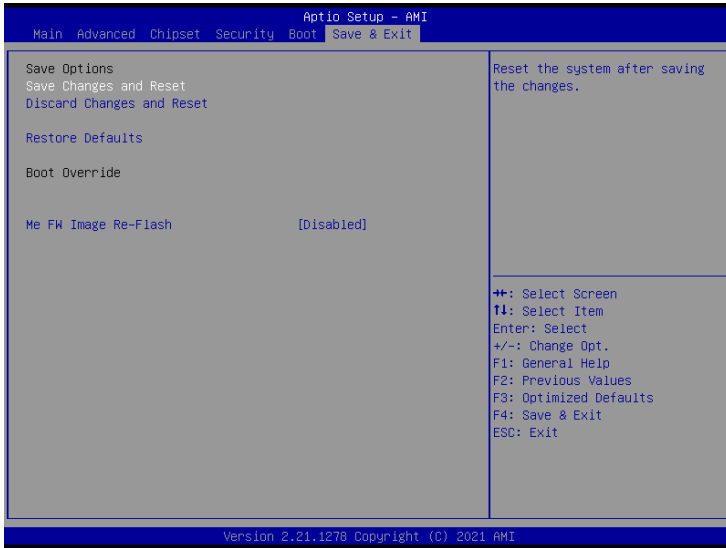 Aptio Setup - AMI
Main Advanced Chipset Security Boot Save & Exit
Save Options
Save Changes and Reset
Discard Changes and Reset
Restore Defaults
Boot Override
Me FW Image Re-Flash [Disabled]
Reset the system after saving
the changes.
→←: Select Screen
↑↓: Select Item
Enter: Select
+/-: Change Opt.
F1: General Help
F2: Previous Values
F3: Optimized Defaults
F4: Save & Exit
ESC: Exit
Version 2.21.1278 Copyright (C) 2021 AMI